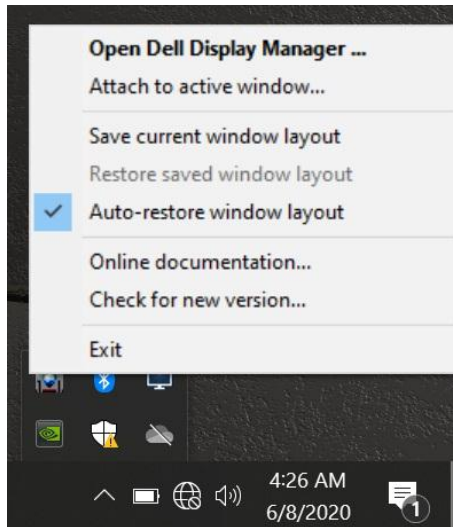 Open Dell Display Manager ...
Attach to active window...
Save current window layout
Restore saved window layout
Auto-restore window layout
Online documentation...
Check for new version...
Exit
4:26 AM
6/8/2020
1